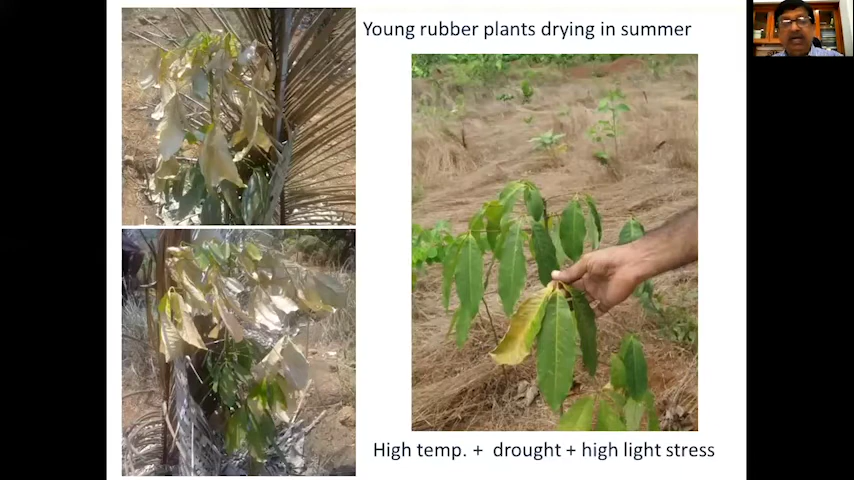 Young rubber plants drying in summer
High temp. + drought + high light stress